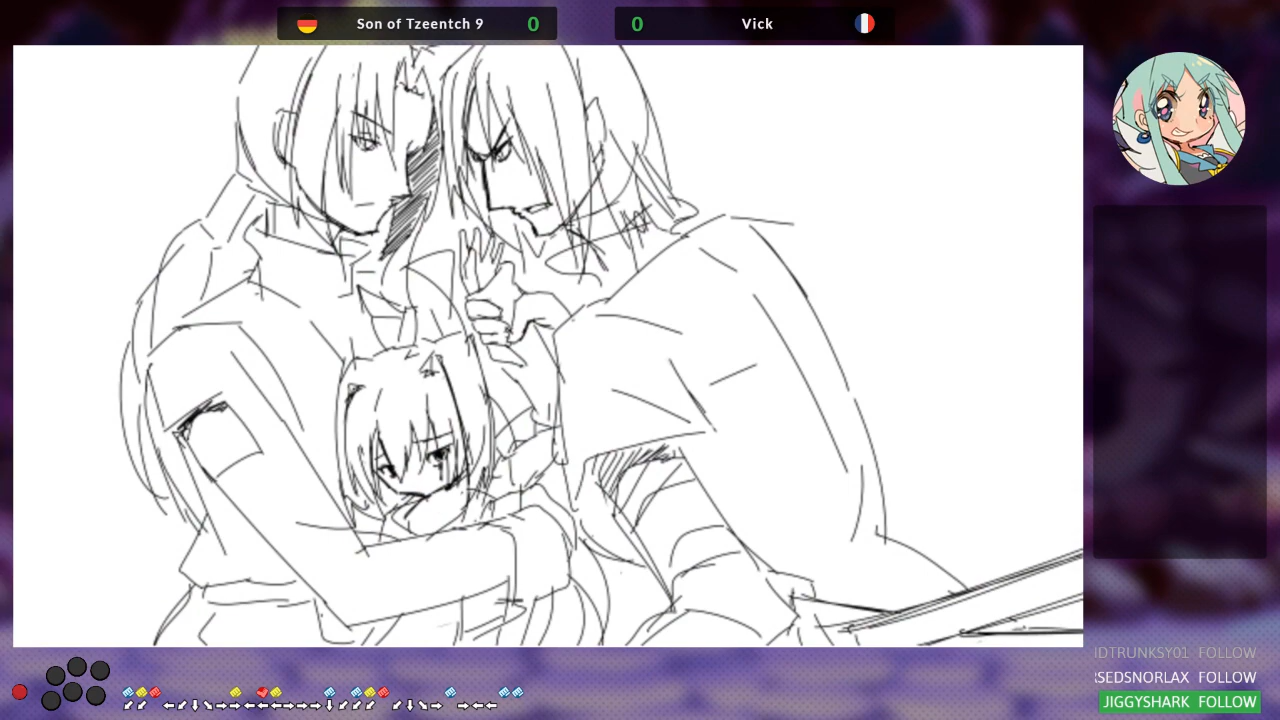 Son of Tzeentch 9 0
0 Vick
IDTRUNKSY01 FOLLOW
SEDSNORLAX FOLLOW
JIGGYSHARK FOLLOW